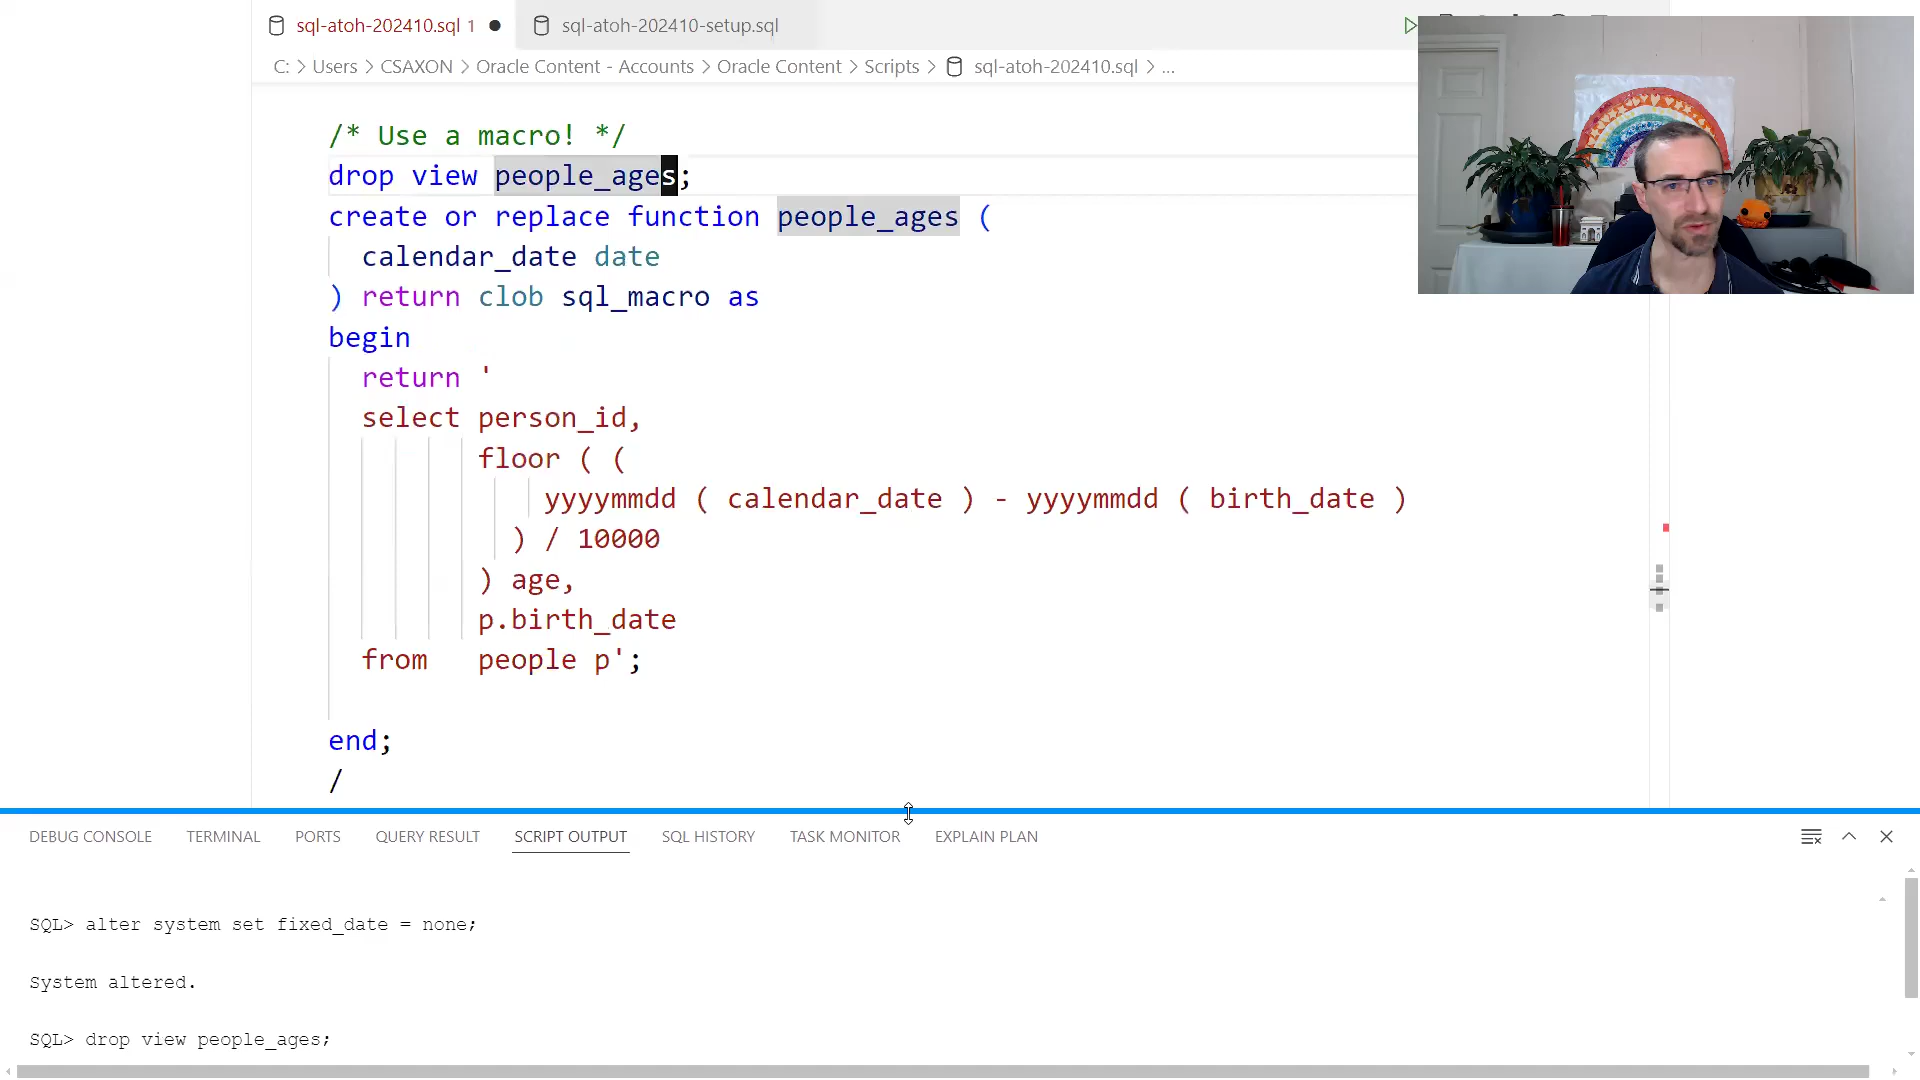 sql-atoh-202410.sql 1 ● sql-atoh-202410-setup.sql
C: > Users > CSAXON > Oracle Content - Accounts > Oracle Content > Scripts > sql-atoh-202410.sql > ...
/* Use a macro! */
drop view people_ages;
create or replace function people_ages (
calendar_date date
) return clob sql_macro as
begin
return '
select person_id,
floor ( (
yyyymmdd ( calendar_date ) - yyyymmdd ( birth_date )
) / 10000
) age,
p.birth_date
from people p';
end;
/
DEBUG CONSOLE TERMINAL PORTS QUERY RESULT SCRIPT OUTPUT SQL HISTORY TASK MONITOR EXPLAIN PLAN
SQL> alter system set fixed_date = none;
System altered.
SQL> drop view people_ages;